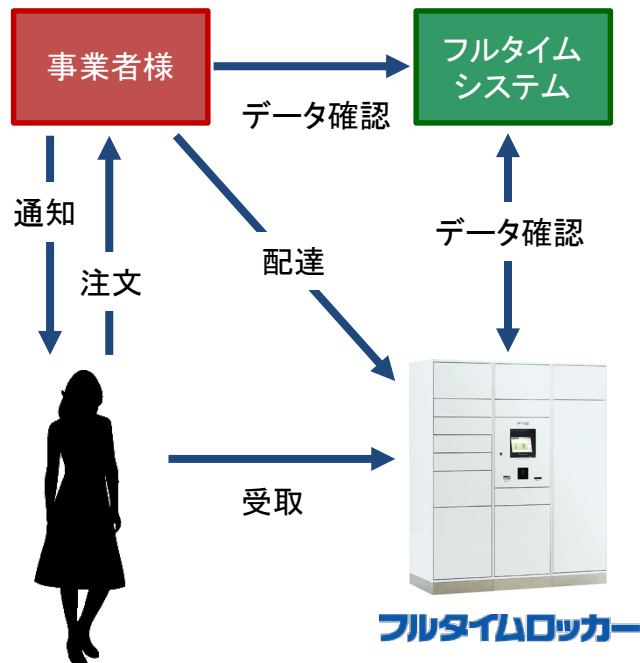 事業者様
フルタイム
システム
データ確認
通知
注文
配達
データ確認
受取
フルタイムロッカー